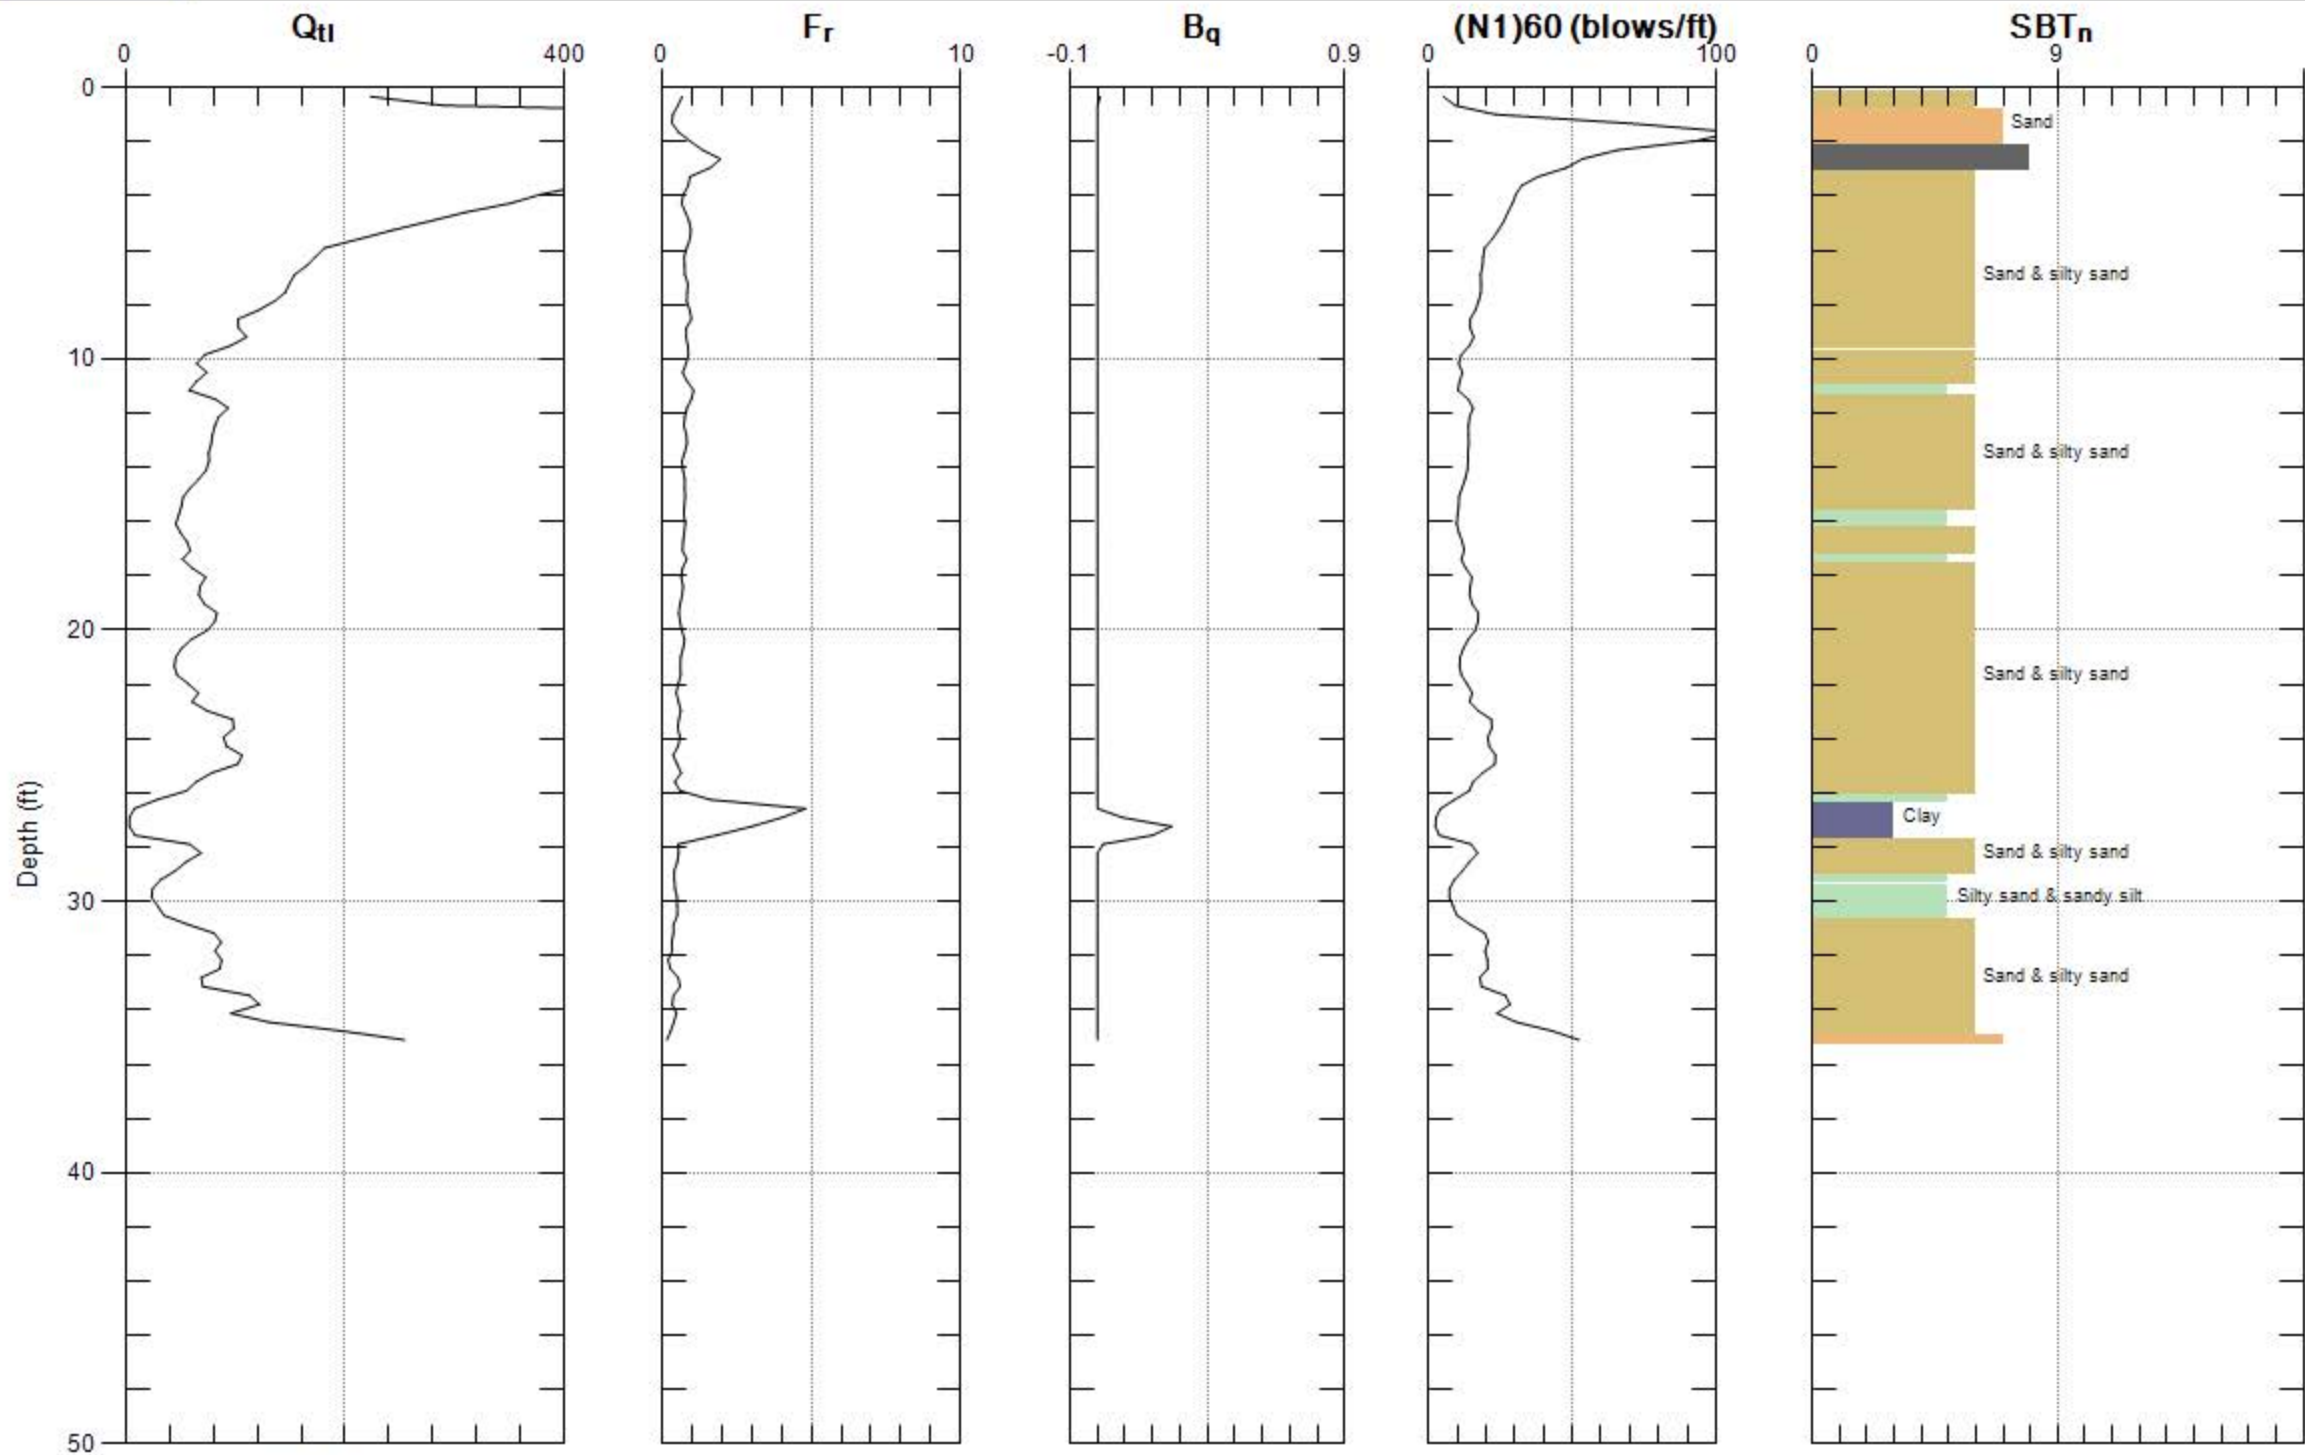 Qtl Fr Bq (N1)60 (blows/ft) SBTn
0 400 0 10 -0.1 0.9 0 100 0 9
0
Sand
Sand & silty sand
10
Sand & silty sand
20
Sand & silty sand
Depth (ft)
Clay
Sand & silty sand
30
Silty sand & sandy silt
Sand & silty sand
40
50